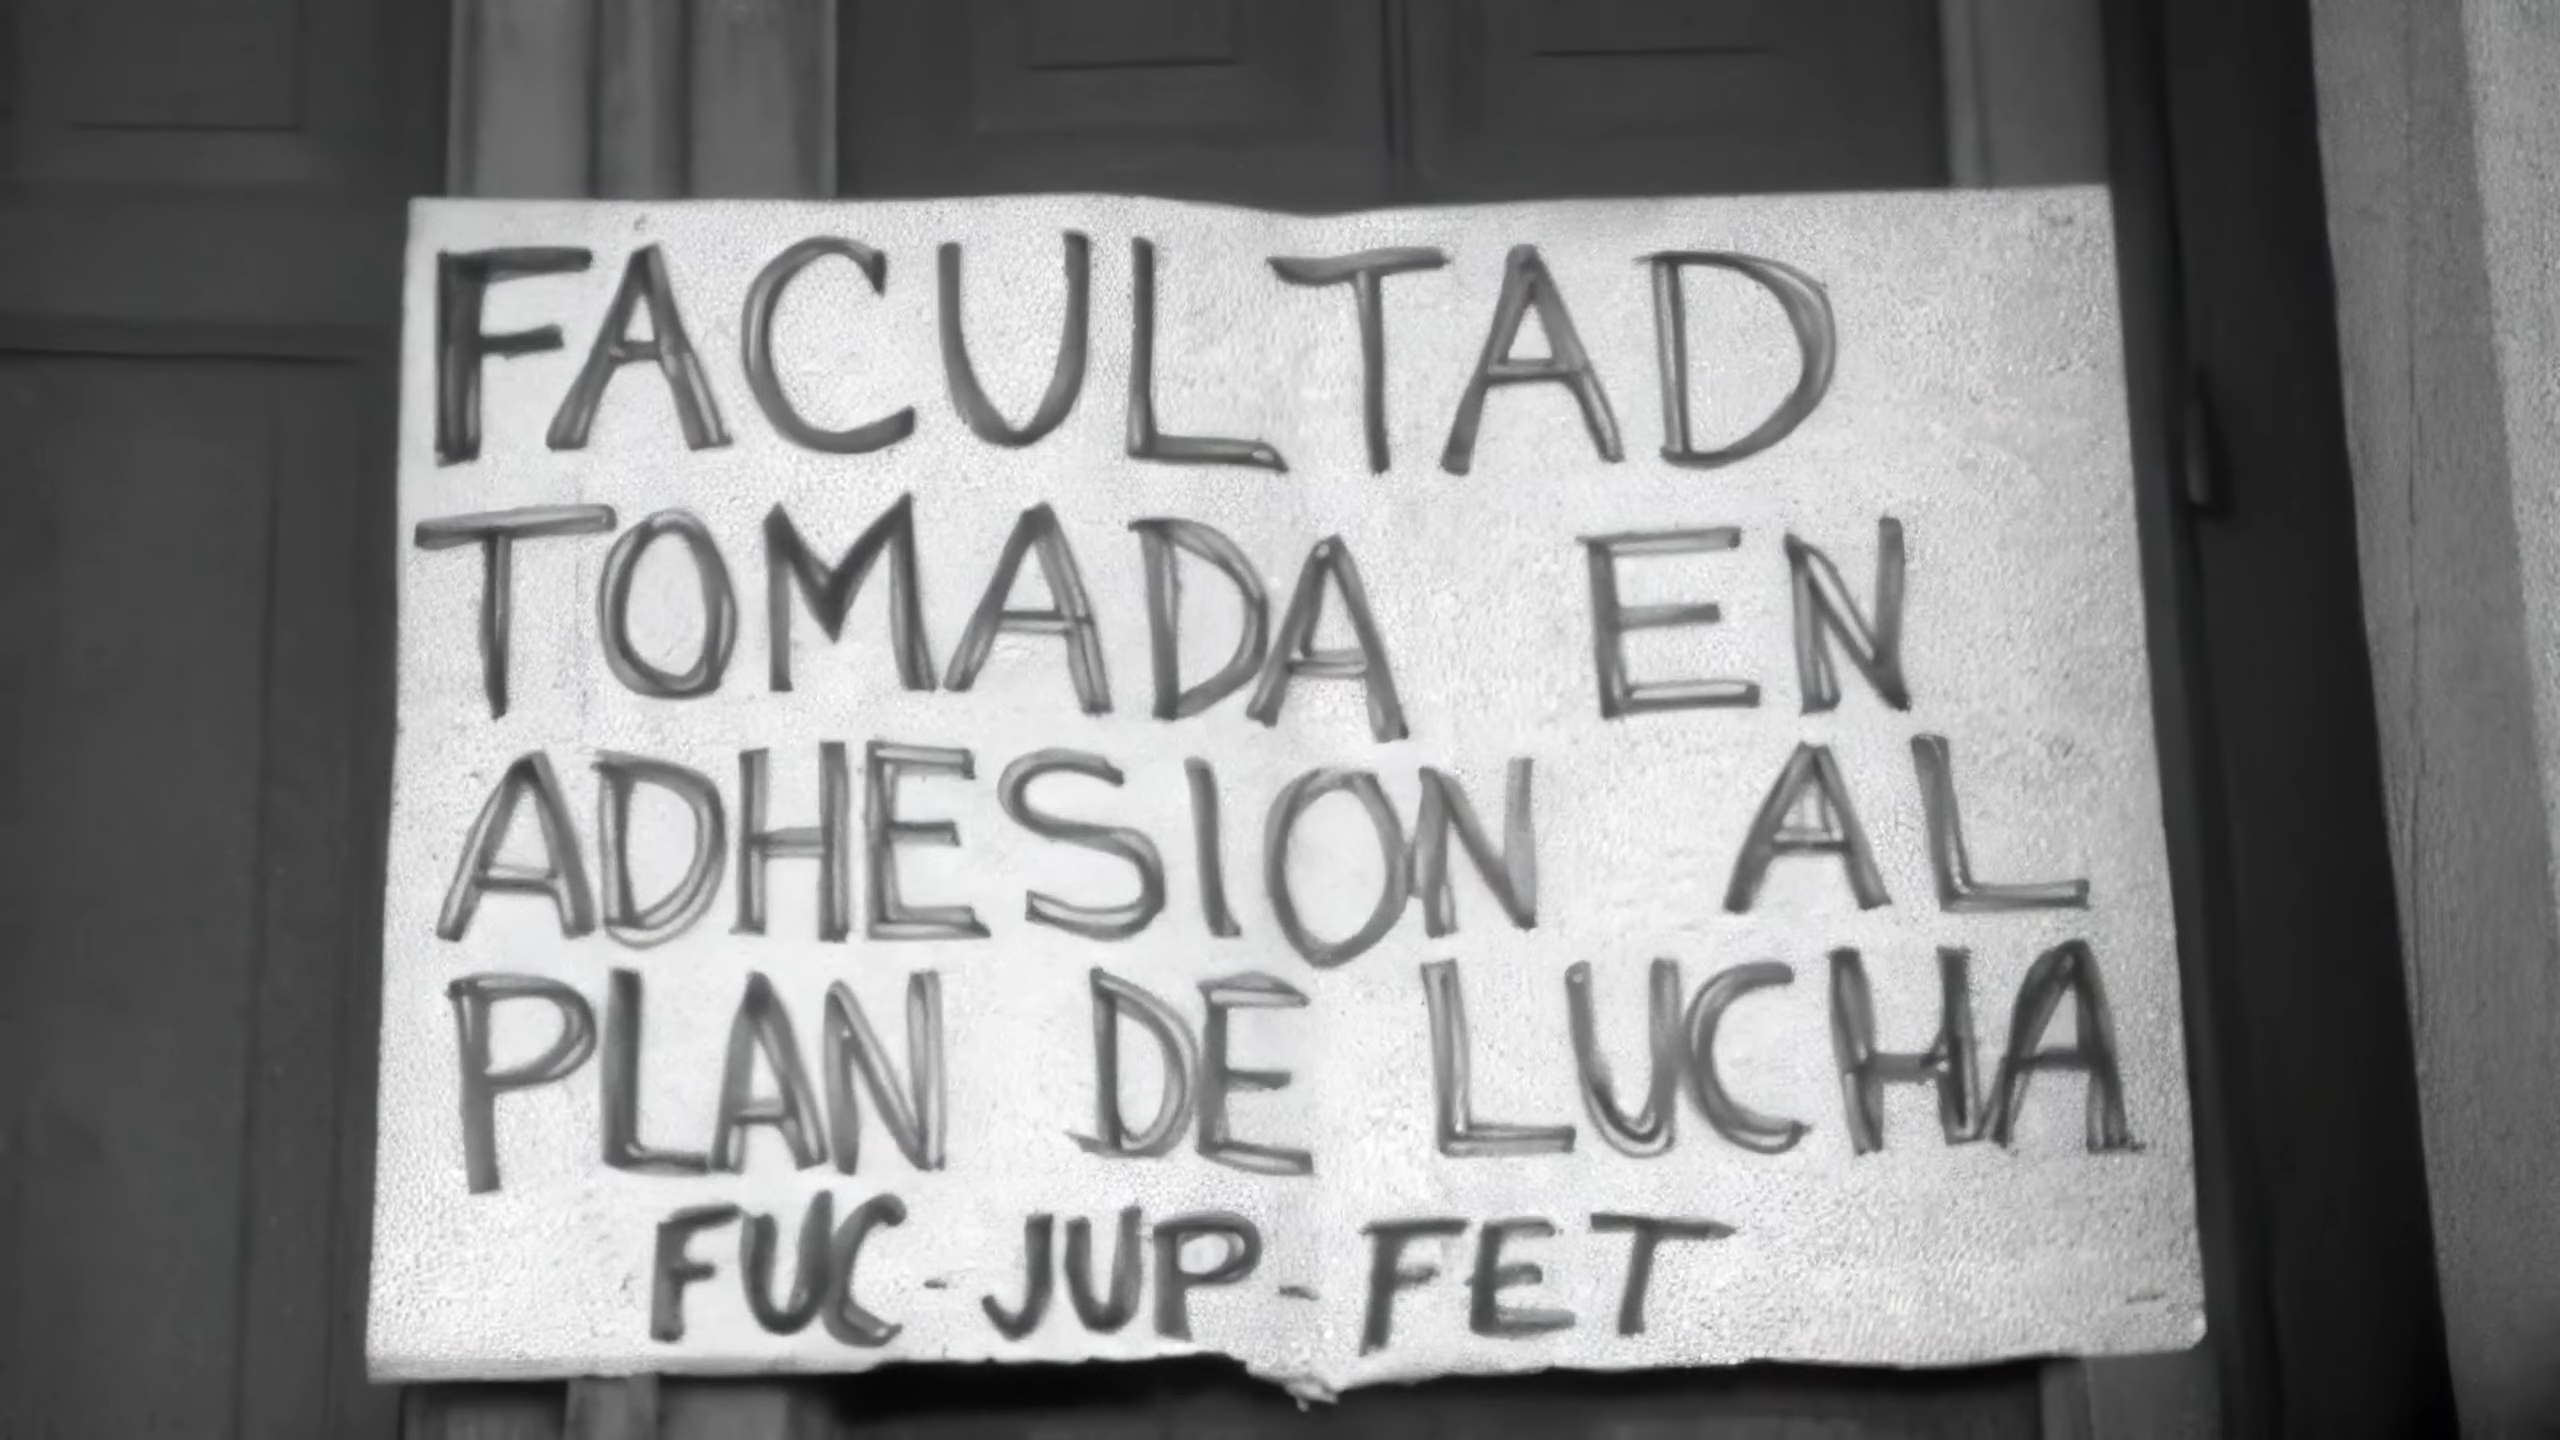 FACULTAD
TOMADA EN
ADHESION AL
PLAN DE LUCHA
FUC - JUP - FET